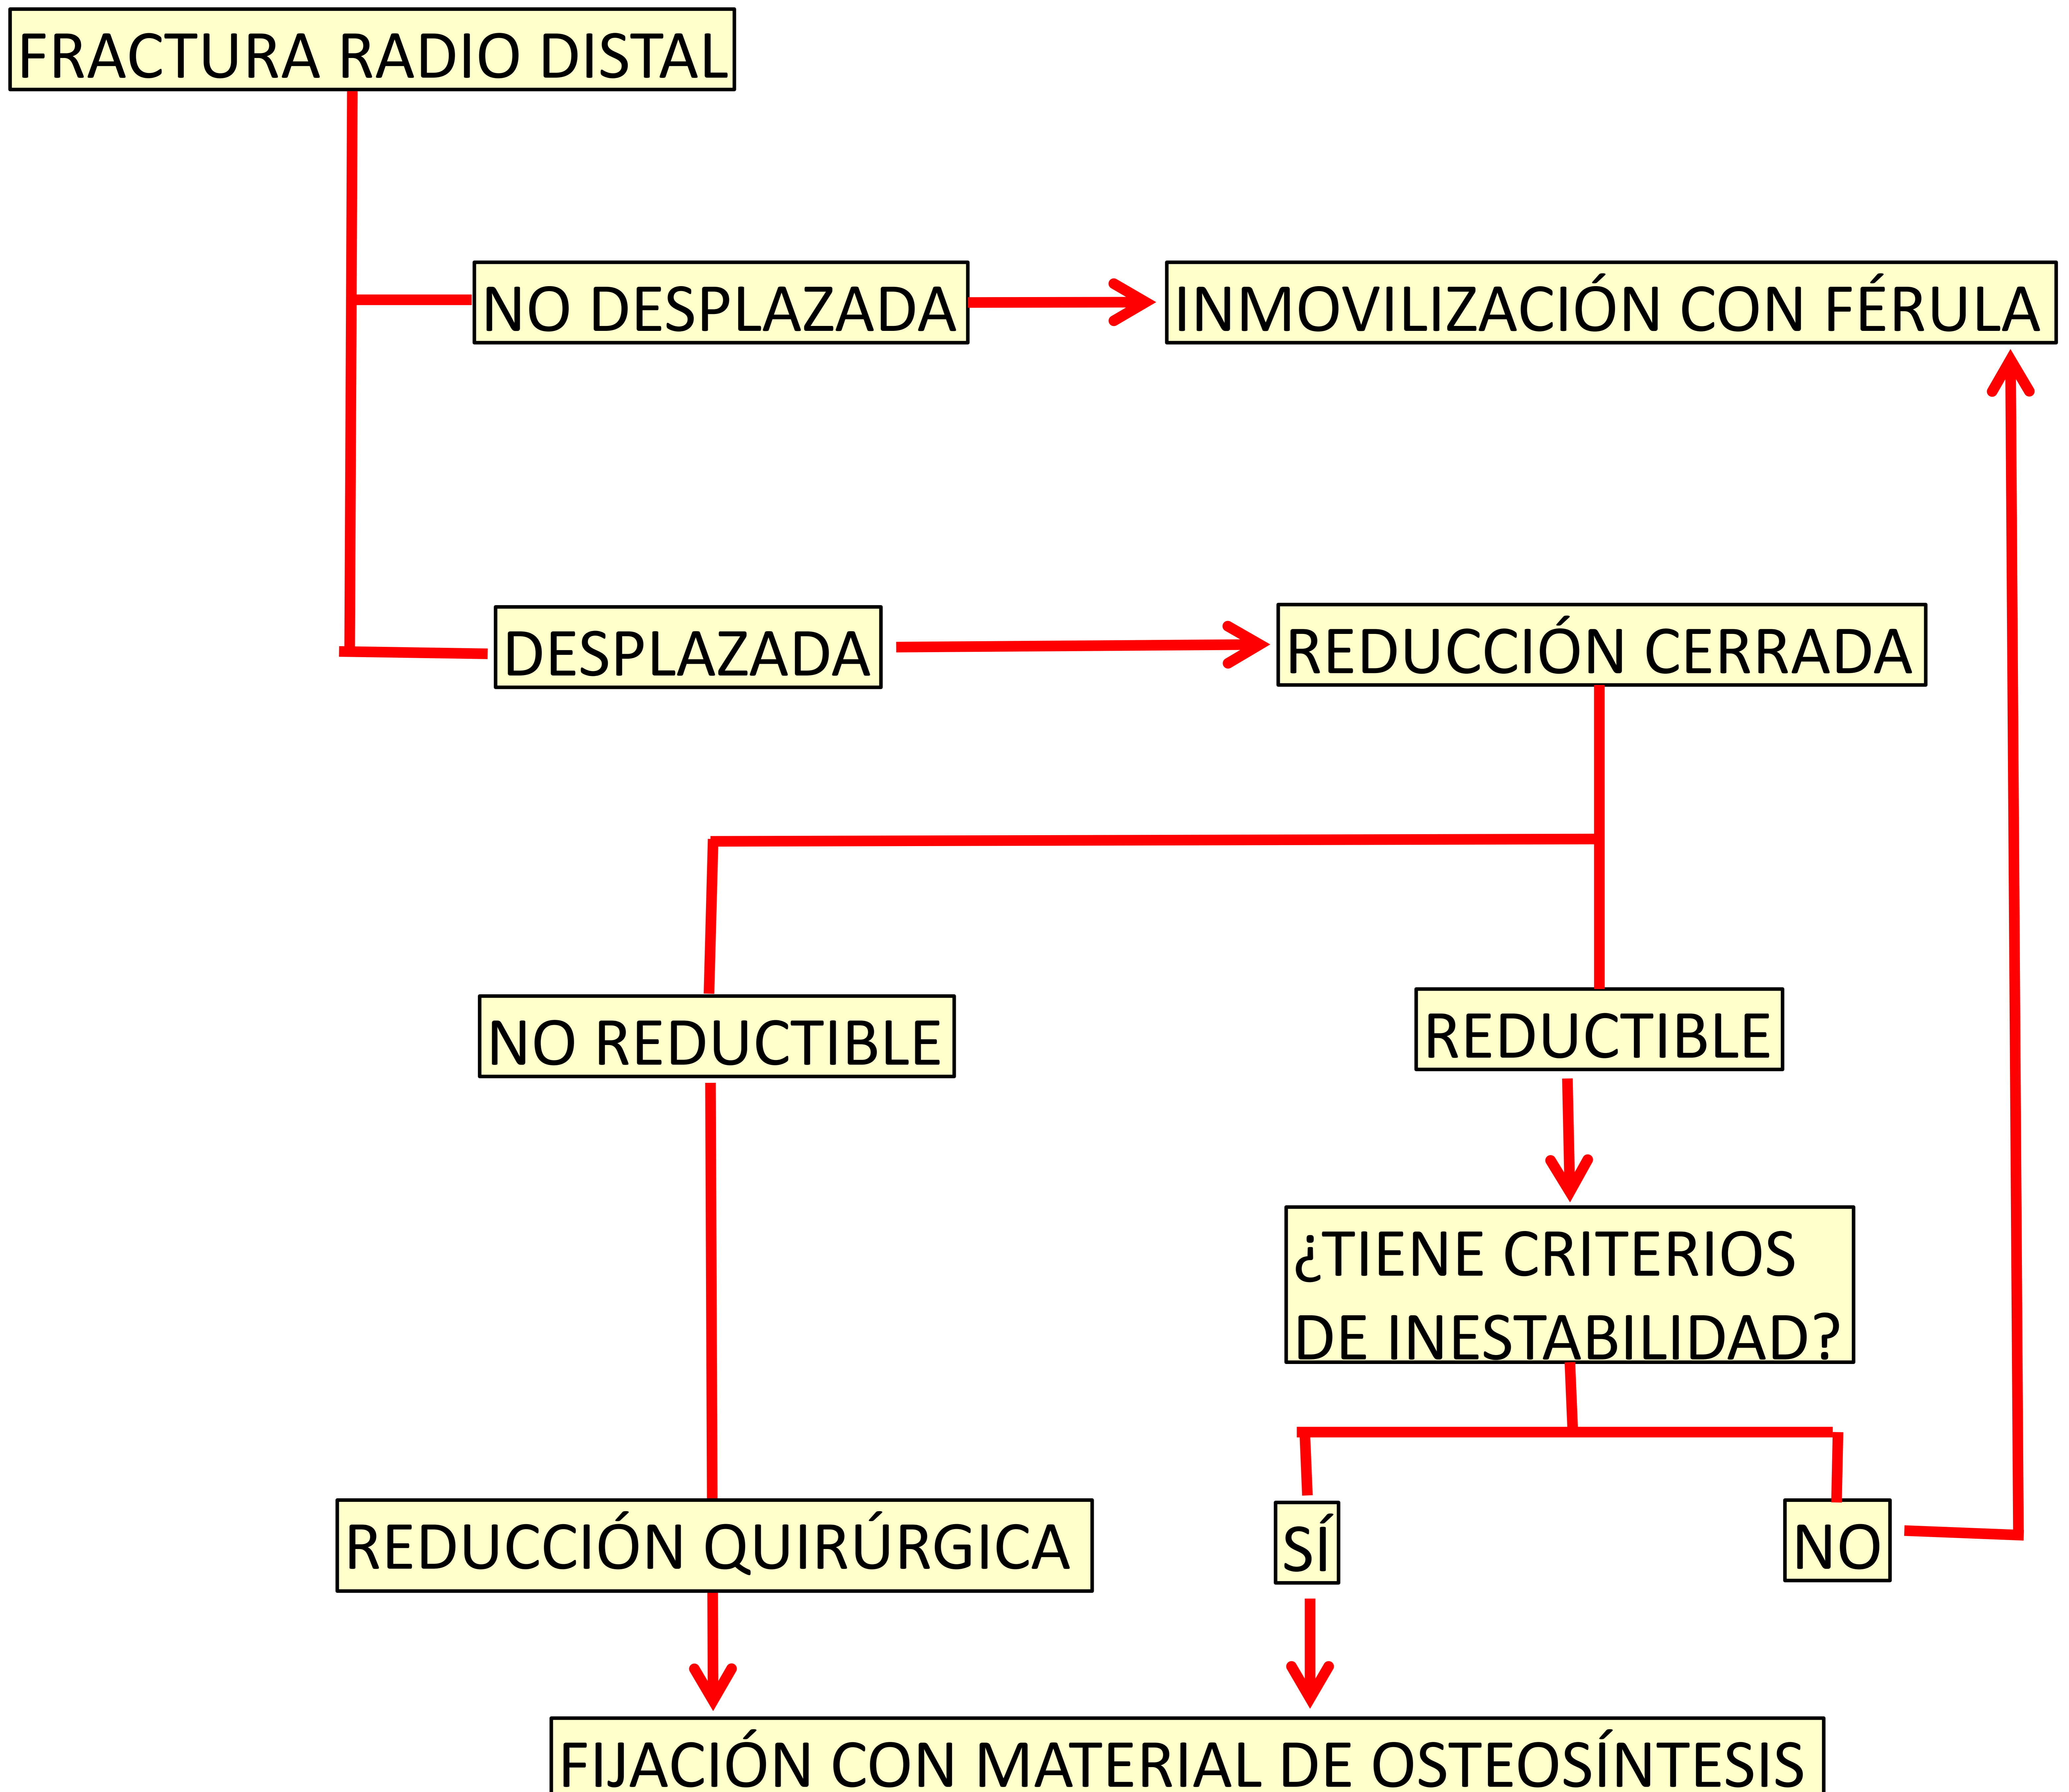 FRACTURA RADIO DISTAL
NO DESPLAZADA
INMOVILIZACIÓN CON FÉRULA
DESPLAZADA
REDUCCIÓN CERRADA
NO REDUCTIBLE
REDUCTIBLE
¿TIENE CRITERIOS
DE INESTABILIDAD?
REDUCCIÓN QUIRÚRGICA
SÍ
NO
FIJACIÓN CON MATERIAL DE OSTEOSÍNTESIS